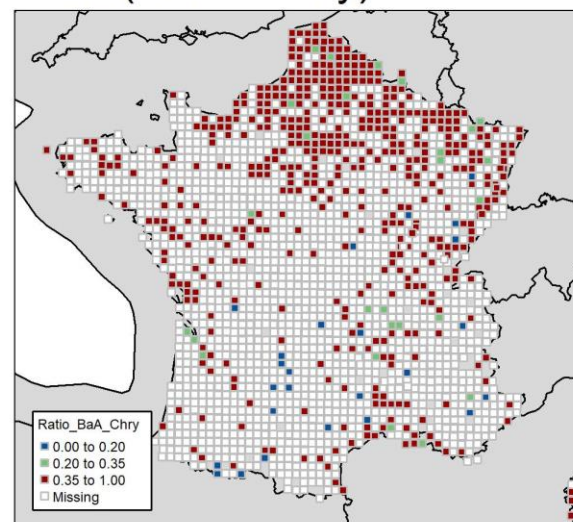 Ratio_BaA_Chry
0.00 to 0.20
0.20 to 0.35
0.35 to 1.00
Missing